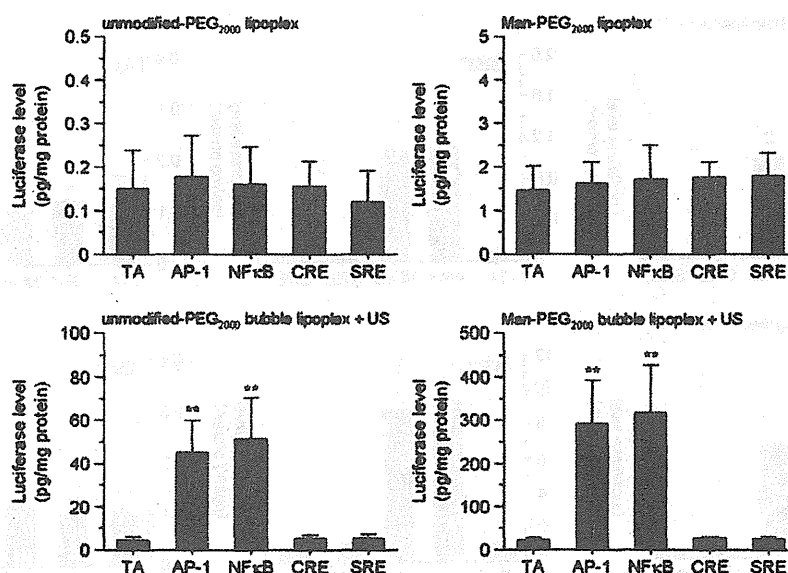 unmodified-PEG2000 lipoplex
0.5
0.4
0.3
0.2
0.1
0
Luciferase level
(pg/mg protein)
TA AP-1 NFκB CRE SRE
Man-PEG2000 lipoplex
5
4
3
2
1
0
Luciferase level
(pg/mg protein)
TA AP-1 NFκB CRE SRE
unmodified-PEG2000 bubble lipoplex + US
100
80
60
40
20
0
Luciferase level
(pg/mg protein)
** **
TA AP-1 NFκB CRE SRE
Man-PEG2000 bubble lipoplex + US
500
400
300
200
100
0
Luciferase level
(pg/mg protein)
** **
TA AP-1 NFκB CRE SRE